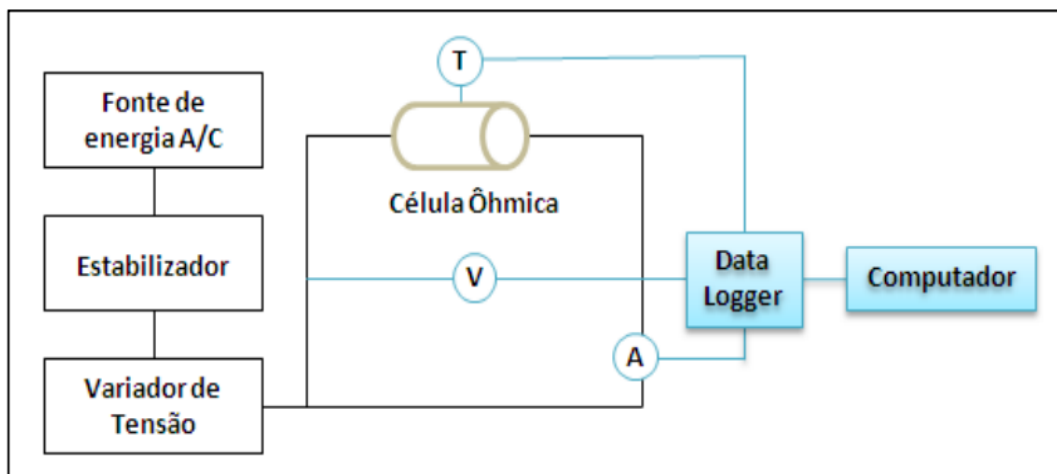 Fonte de
energia A/C
Estabilizador
Variador de
Tensão
T
Célula Ôhmica
V
A
Data
Logger
Computador